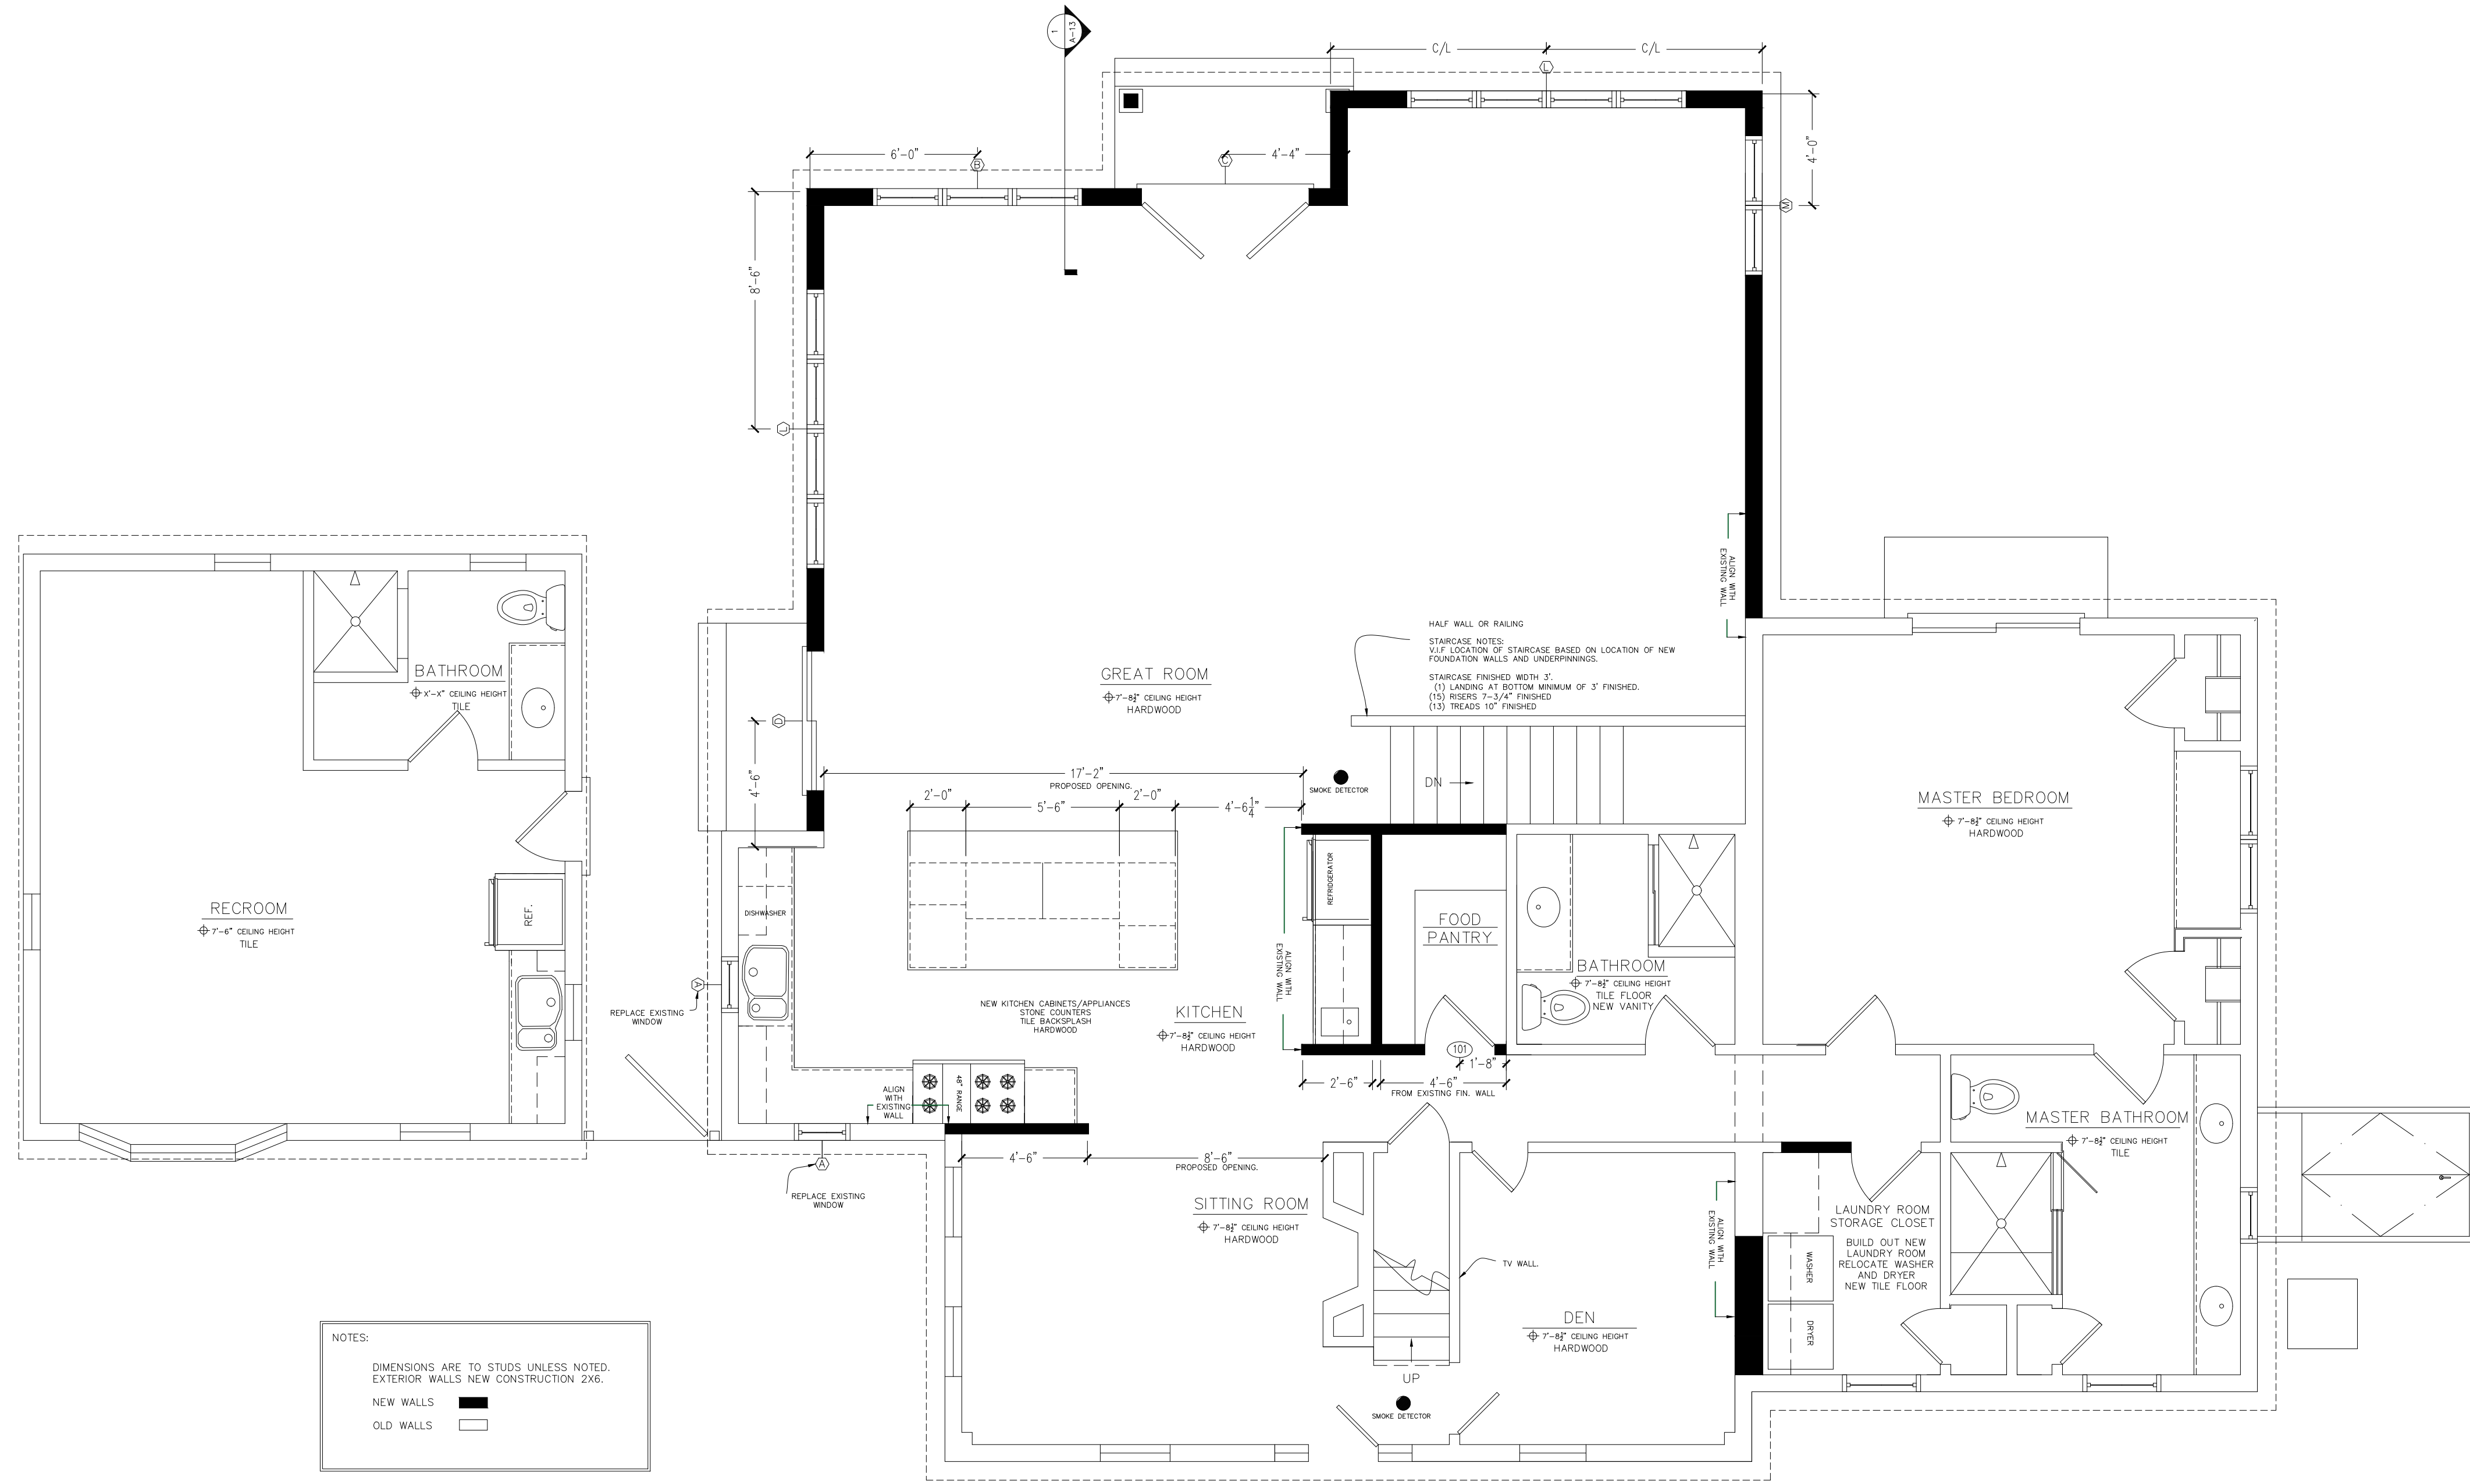 1
A-13
C/L
C/L
L
6'-0"
B
C
4'-4"
4'-0"
M
8'-6"
L
ALIGN WITH
EXISTING WALL
HALF WALL OR RAILING
STAIRCASE NOTES:
V.I.F LOCATION OF STAIRCASE BASED ON LOCATION OF NEW
FOUNDATION WALLS AND UNDERPINNINGS.
STAIRCASE FINISHED WIDTH 3'.
(1) LANDING AT BOTTOM MINIMUM OF 3' FINISHED.
(15) RISERS 7-3/4" FINISHED
(13) TREADS 10" FINISHED
BATHROOM
X'-X" CEILING HEIGHT
TILE
GREAT ROOM
7'-8½" CEILING HEIGHT
HARDWOOD
D
4'-6"
17'-2"
PROPOSED OPENING.
SMOKE DETECTOR
DN
2'-0"
5'-6"
2'-0"
4'-6¼"
MASTER BEDROOM
7'-8½" CEILING HEIGHT
HARDWOOD
RECROOM
7'-6" CEILING HEIGHT
TILE
REF.
DISHWASHER
REFRIDGERATOR
FOOD
PANTRY
ALIGN WITH
EXISTING WALL
BATHROOM
7'-8½" CEILING HEIGHT
TILE FLOOR
NEW VANITY
A
REPLACE EXISTING
WINDOW
NEW KITCHEN CABINETS/APPLIANCES
STONE COUNTERS
TILE BACKSPLASH
HARDWOOD
KITCHEN
7'-8½" CEILING HEIGHT
HARDWOOD
101
1'-8"
2'-6"
4'-6"
FROM EXISTING FIN. WALL
48" RANGE
ALIGN
WITH
EXISTING
WALL
MASTER BATHROOM
7'-8½" CEILING HEIGHT
TILE
A
REPLACE EXISTING
WINDOW
4'-6"
8'-6"
PROPOSED OPENING.
SITTING ROOM
7'-8½" CEILING HEIGHT
HARDWOOD
ALIGN WITH
EXISTING WALL
LAUNDRY ROOM
STORAGE CLOSET
BUILD OUT NEW
LAUNDRY ROOM
RELOCATE WASHER
AND DRYER
NEW TILE FLOOR
WASHER
DRYER
TV WALL.
DEN
7'-8½" CEILING HEIGHT
HARDWOOD
UP
SMOKE DETECTOR
NOTES:
DIMENSIONS ARE TO STUDS UNLESS NOTED.
EXTERIOR WALLS NEW CONSTRUCTION 2X6.
NEW WALLS
OLD WALLS